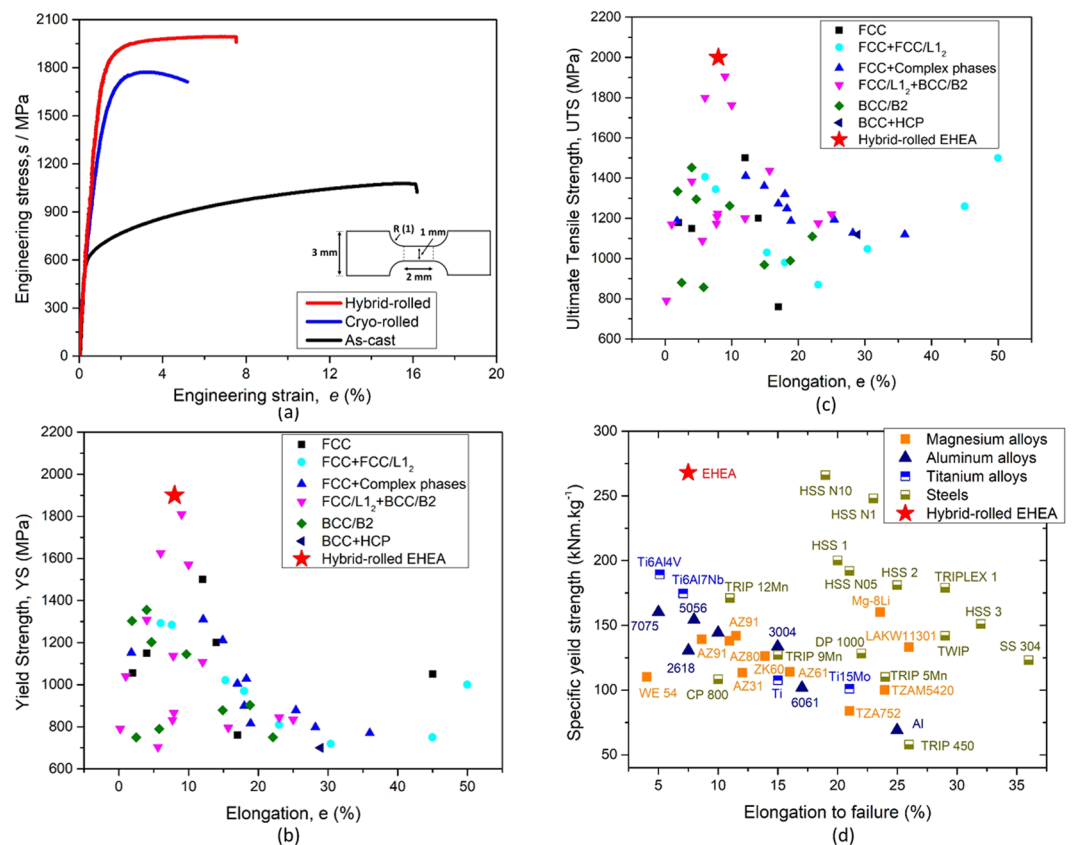 2100
1800
1500
1200
900
600
300
0
Engineering stress,s / MPa
R (1)
1 mm
3 mm
2 mm
Hybrid-rolled
Cryo-rolled
As-cast
0 4 8 12 16 20
Engineering strain, e (%)
(a)
2200
2000
1800
1600
1400
1200
1000
800
600
Ultimate Tensile Strength, UTS (MPa)
FCC
FCC+FCC/L1₂
FCC+Complex phases
FCC/L1₂+BCC/B2
BCC/B2
BCC+HCP
Hybrid-rolled EHEA
0 10 20 30 40 50 60
Elongation, e (%)
(c)
2200
2000
1800
1600
1400
1200
1000
800
600
Yield Strength, YS (MPa)
FCC
FCC+FCC/L1₂
FCC+Complex phases
FCC/L1₂+BCC/B2
BCC/B2
BCC+HCP
Hybrid-rolled EHEA
0 10 20 30 40 50 60
Elongation, e (%)
(b)
300
250
200
150
100
50
Specific yeild strength (kNm.kg⁻¹)
Magnesium alloys
Aluminum alloys
Titanium alloys
Steels
Hybrid-rolled EHEA
EHEA
HSS N10
HSS N1
HSS 1
Ti6Al4V
Ti6Al7Nb
TRIP 12Mn
HSS N05
HSS 2
TRIPLEX 1
Mg-8Li
5056
7075
AZ91
3004
HSS 3
LAKW11301
DP 1000
TWIP
SS 304
2618
AZ91
AZ80
TRIP 9Mn
ZK60
AZ61
WE 54
CP 800
AZ31
Ti
6061
Ti15Mo
TRIP 5Mn
TZAM5420
TZA752
Al
TRIP 450
5 10 15 20 25 30 35
Elongation to failure (%)
(d)